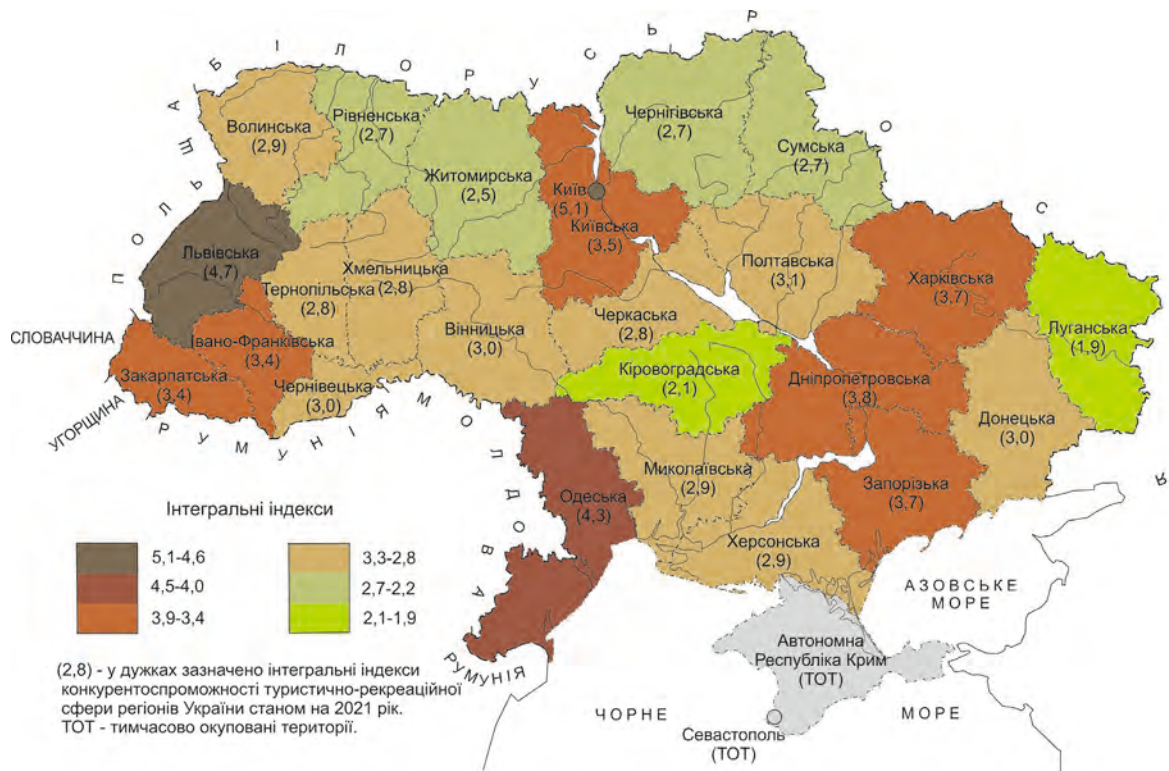 БІЛОРУСЬ
РОСІЯ
ПОЛЬЩА
Волинська
(2,9)
Рівненська
(2,7)
Житомирська
(2,5)
Чернігівська
(2,7)
Сумська
(2,7)
Київ
(5,1)
Київська
(3,5)
Львівська
(4,7)
Тернопільська
(2,8)
Хмельницька
(2,8)
Полтавська
(3,1)
Харківська
(3,7)
Луганська
(1,9)
Черкаська
(2,8)
Вінницька
(3,0)
СЛОВАЧЧИНА
Івано-Франківська
(3,4)
Закарпатська
(3,4)
Чернівецька
(3,0)
Кіровоградська
(2,1)
Дніпропетровська
(3,8)
Донецька
(3,0)
УГОРЩИНА
РУМУНІЯ
МОЛДОВА
Миколаївська
(2,9)
Запорізька
(3,7)
Одеська
(4,3)
Херсонська
(2,9)
АЗОВСЬКЕ
МОРЕ
РУМУНІЯ
Автономна
Республіка Крим
(ТОТ)
ЧОРНЕ МОРЕ
Севастополь
(ТОТ)
Інтегральні індекси
5,1-4,6
4,5-4,0
3,9-3,4
3,3-2,8
2,7-2,2
2,1-1,9
(2,8) - у дужках зазначено інтегральні індекси
конкурентоспроможності туристично-рекреаційної
сфери регіонів України станом на 2021 рік.
ТОТ - тимчасово окуповані території.